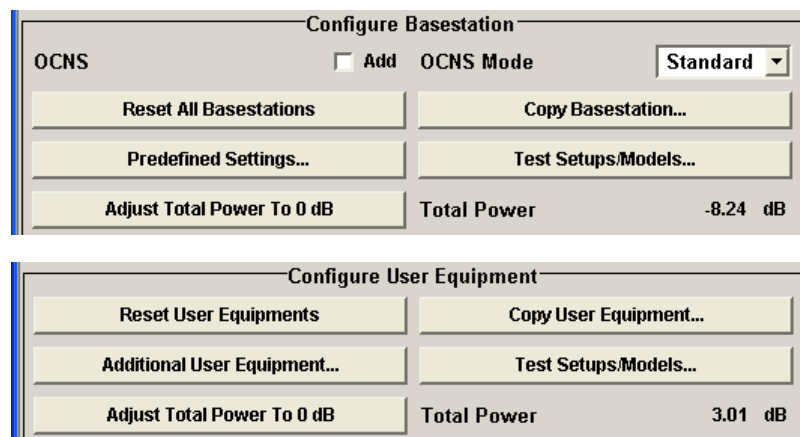 Configure Basestation
OCNS Add OCNS Mode Standard
Reset All Basestations Copy Basestation...
Predefined Settings... Test Setups/Models...
Adjust Total Power To 0 dB Total Power -8.24 dB
Configure User Equipment
Reset User Equipments Copy User Equipment...
Additional User Equipment... Test Setups/Models...
Adjust Total Power To 0 dB Total Power 3.01 dB